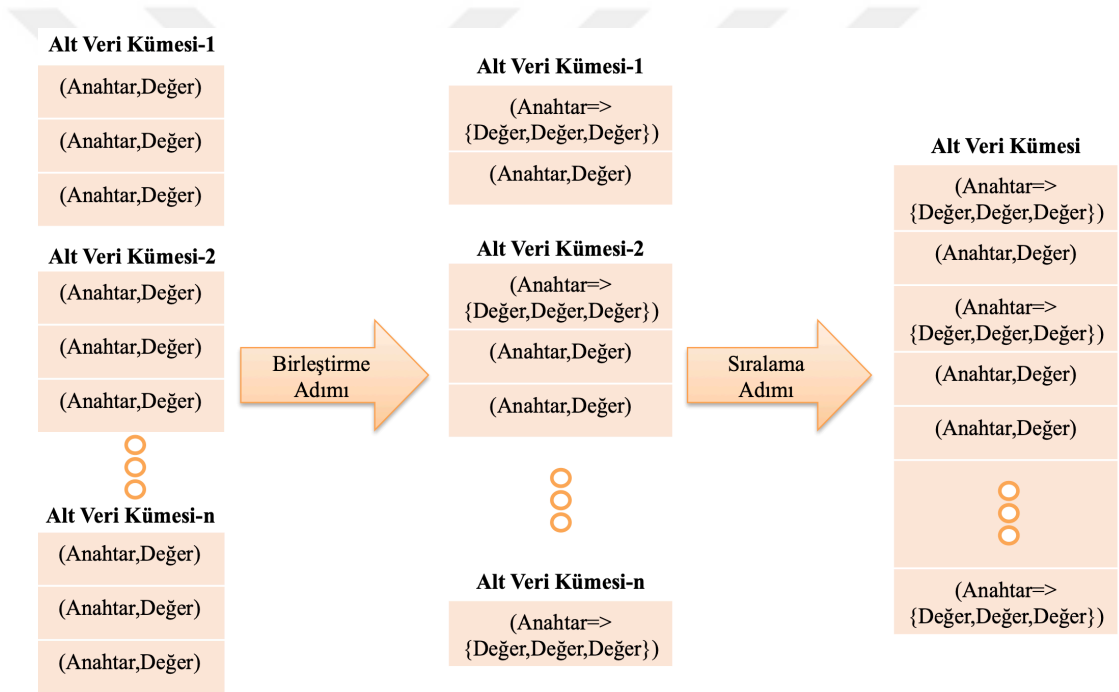 Alt Veri Kümesi-1
(Anahtar,Değer)
(Anahtar,Değer)
(Anahtar,Değer)
Alt Veri Kümesi-2
(Anahtar,Değer)
(Anahtar,Değer)
(Anahtar,Değer)
Alt Veri Kümesi-n
(Anahtar,Değer)
(Anahtar,Değer)
(Anahtar,Değer)
Birleştirme
Adımı
Alt Veri Kümesi-1
(Anahtar=>
{Değer,Değer,Değer})
(Anahtar,Değer)
Alt Veri Kümesi-2
(Anahtar=>
{Değer,Değer,Değer})
(Anahtar,Değer)
(Anahtar,Değer)
Alt Veri Kümesi-n
(Anahtar=>
{Değer,Değer,Değer})
Sıralama
Adımı
Alt Veri Kümesi
(Anahtar=>
{Değer,Değer,Değer})
(Anahtar,Değer)
(Anahtar=>
{Değer,Değer,Değer})
(Anahtar,Değer)
(Anahtar,Değer)
(Anahtar=>
{Değer,Değer,Değer})